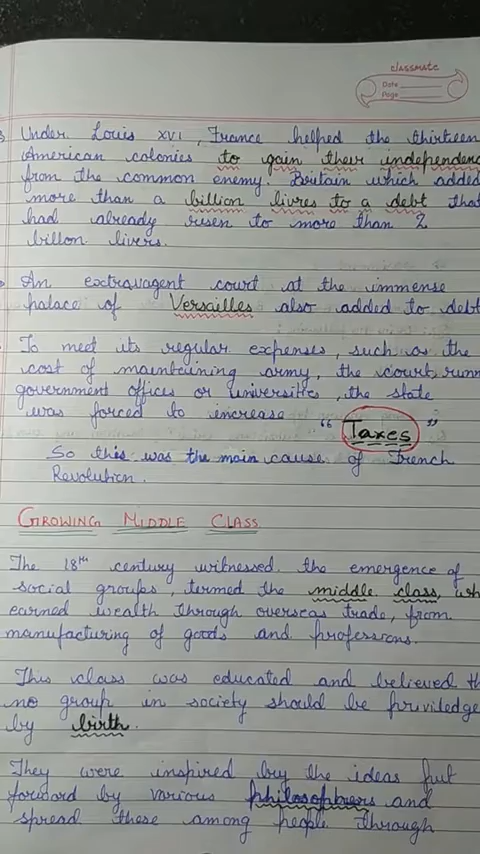 classmate
Date
Page
Under Louis XVI, France helped the thirteen
American colonies to gain their independenc
from the common enemy. Britain which added
more than a billion livres to a debt that
had already risen to more than 2
billon livers.
An extravagent court at the immense
palace of Versailles also added to debt
To meet its regular expenses, such as the
cost of maintaining army, the court, runn
government offices or universities, the state
was forced to increase
"Taxes"
So this was the main cause of French
Revolution.
GROWING MIDDLE CLASS
The 18th century witnessed the emergence of
social groups, termed the middle class, wh
earned wealth through overseas trade, from
manufacturing of goods and professions.
This class was educated and believed th
no group in society should be priviledge
by birth.
They were inspired by the ideas put
forward by various philosophers and
spread these among people through